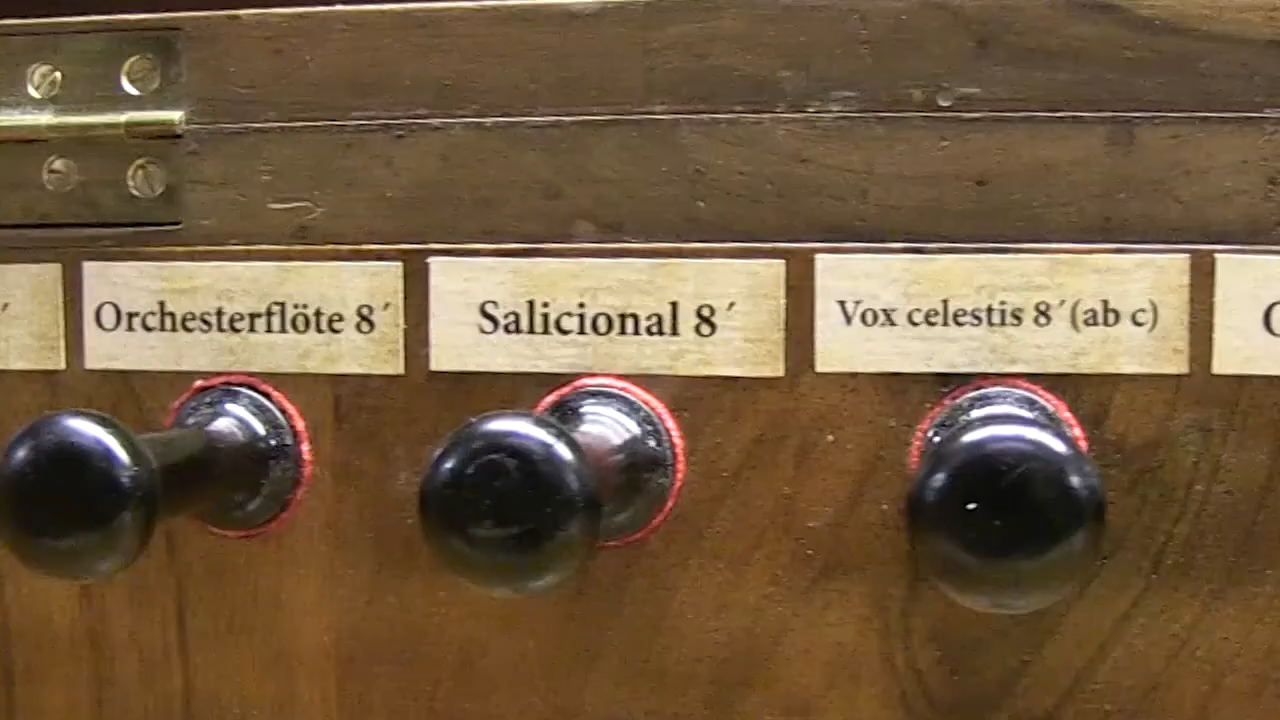 Orchesterflöte 8´
Salicional 8´
Vox celestis 8´(ab c)